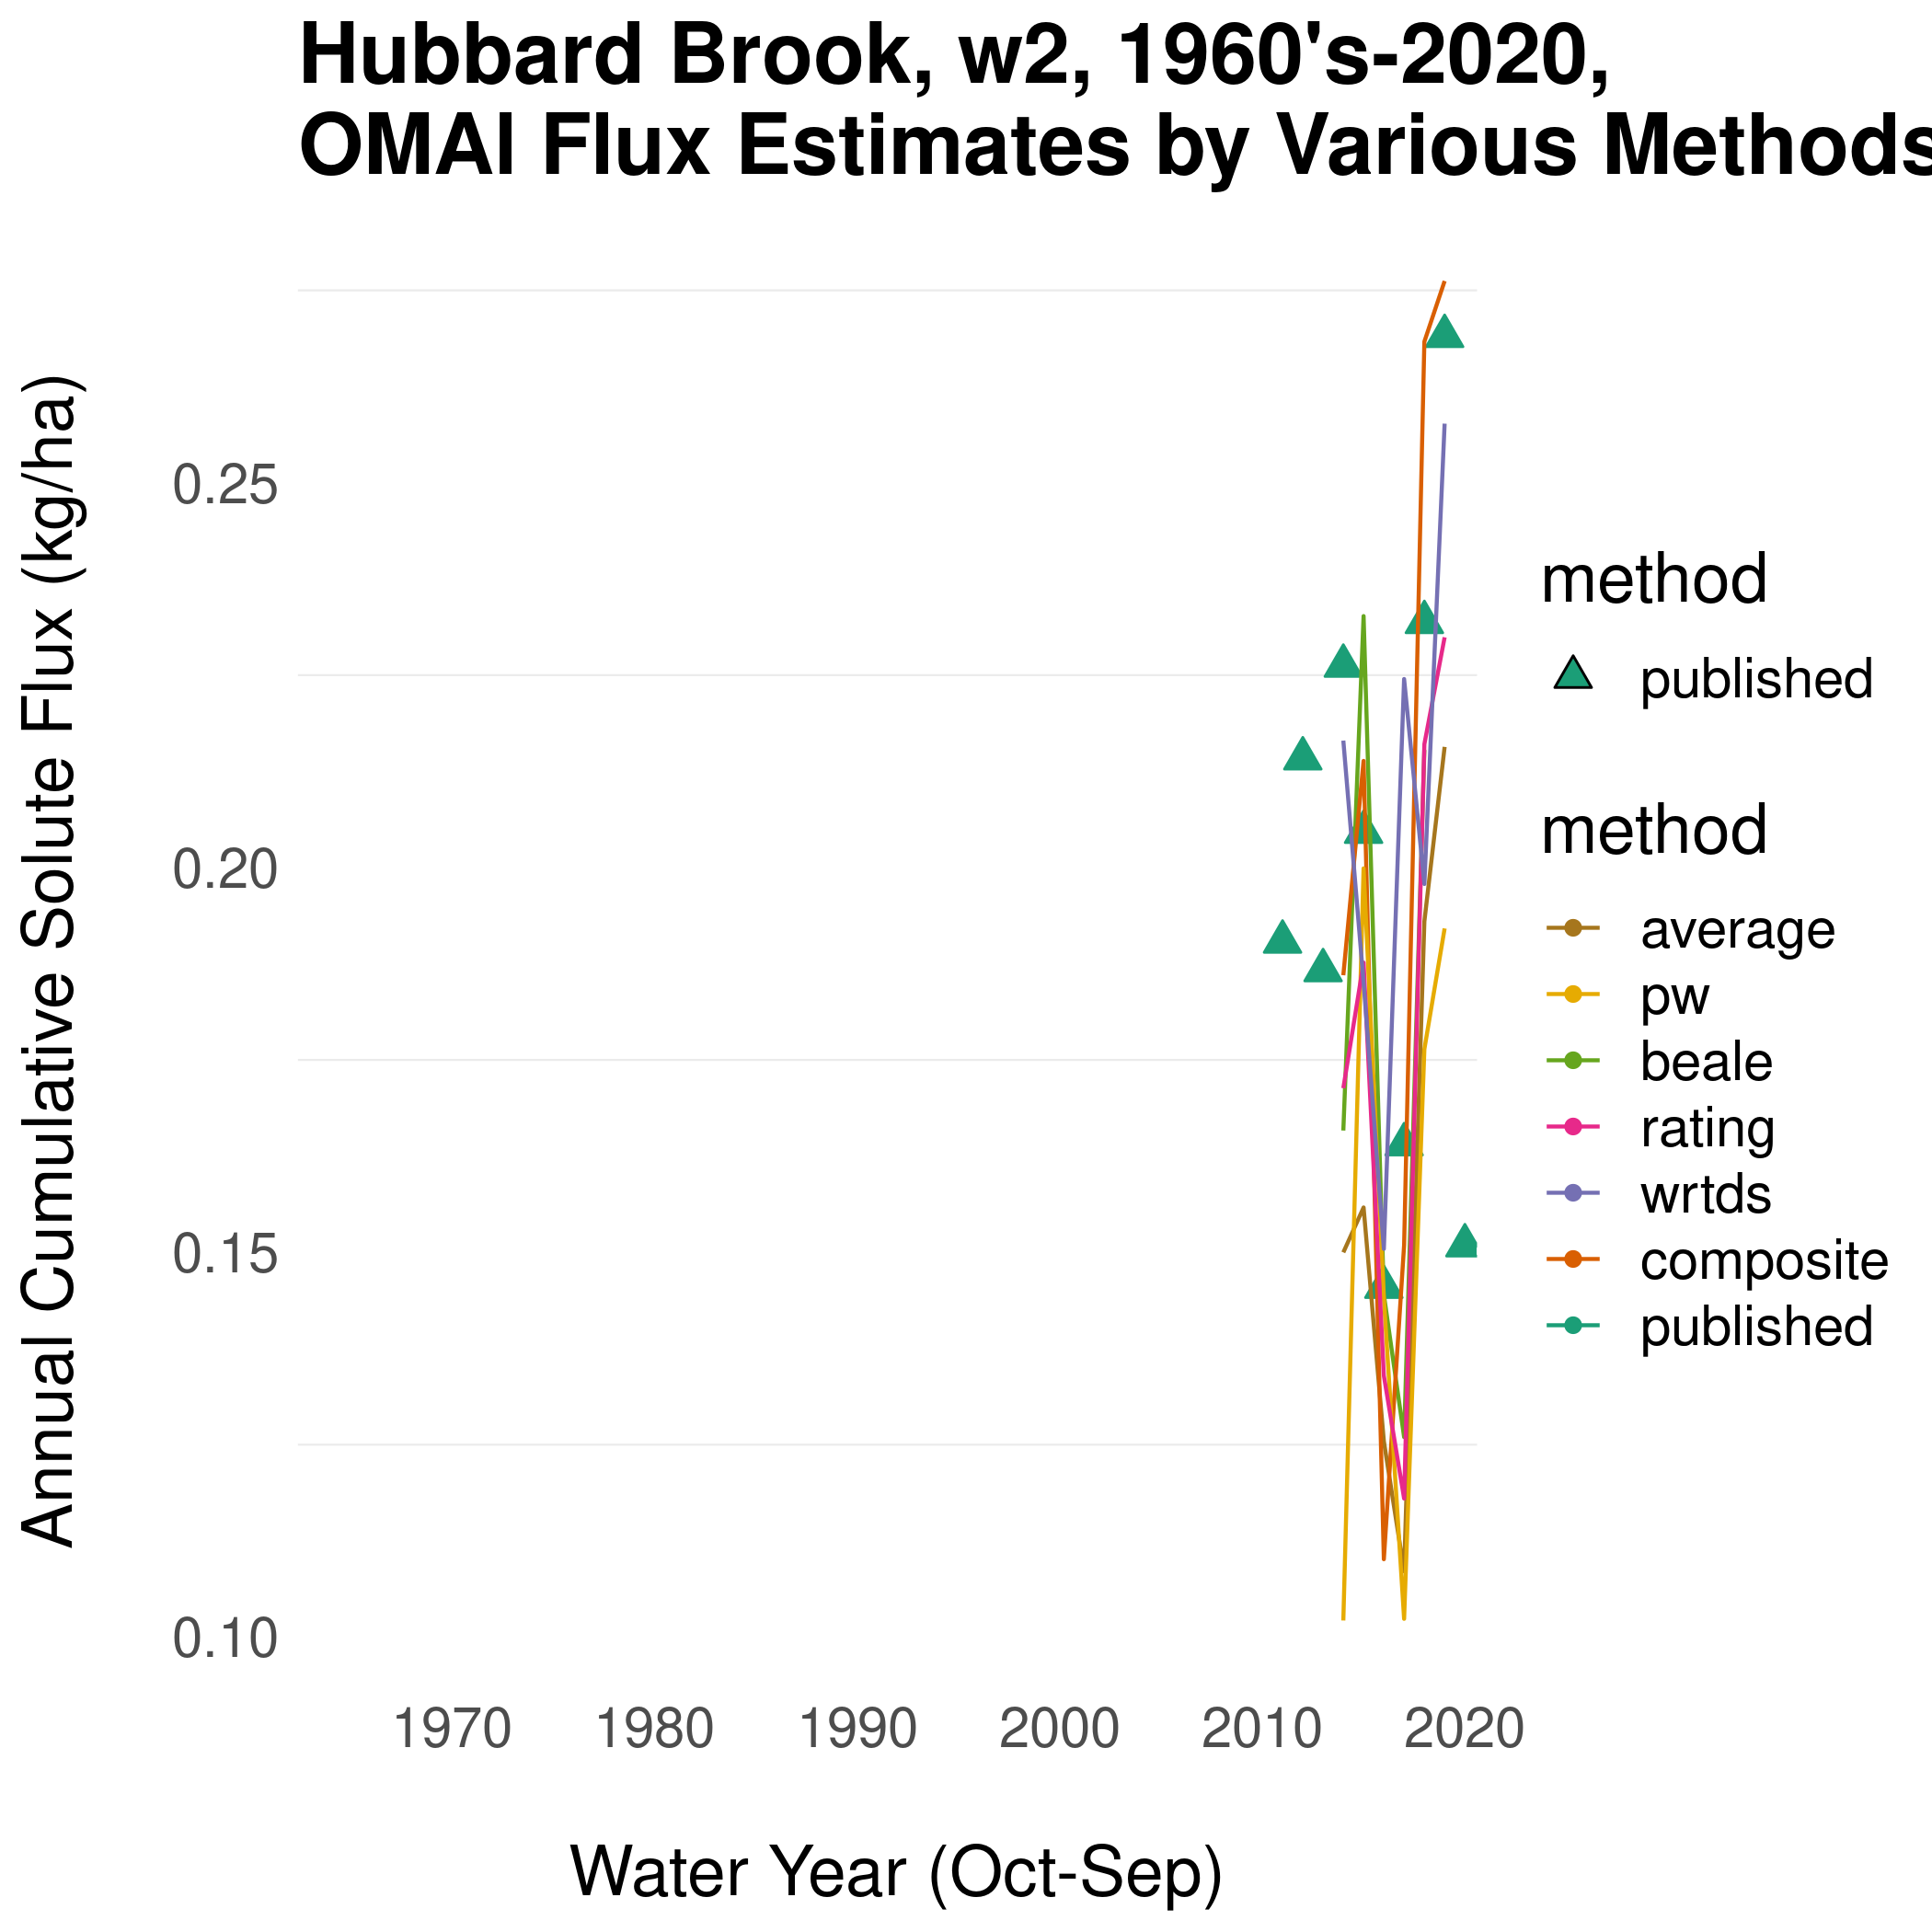 Hubbard Brook, w2, 1960's-2020,
OMAl Flux Estimates by Various Methods
Annual Cumulative Solute Flux (kg/ha)
0.25
0.20
0.15
0.10
1970 1980 1990 2000 2010 2020
Water Year (Oct-Sep)
method
published
method
average
pw
beale
rating
wrtds
composite
published